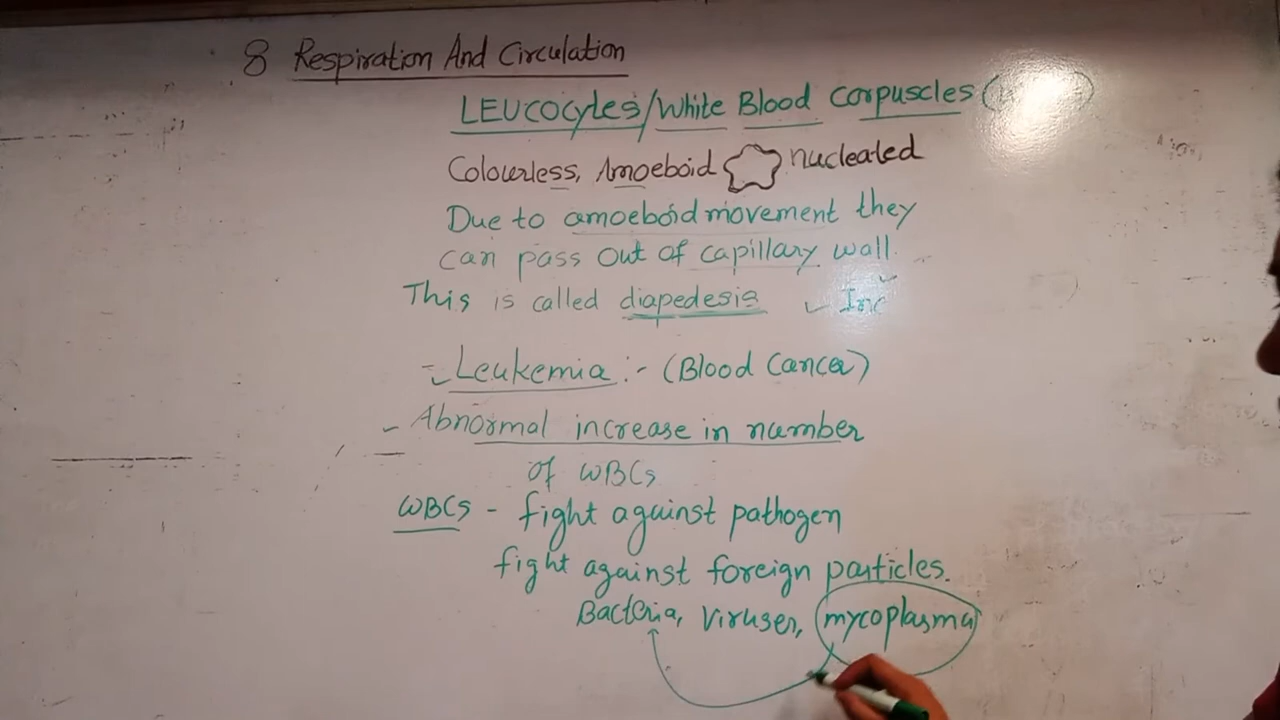 8 Respiration And Circulation
LEUCOCYtes/White Blood Corpuscles
Colourless, Amoeboid nucleated
Due to amoeboid movement they
can pass out of capillary wall.
This is called diapedesis Inc
- Leukemia :- (Blood Cancer)
- Abnormal increase in number
of WBCs
WBCs - fight against pathogen
fight against foreign particles.
Bacteria, Viruses, mycoplasma